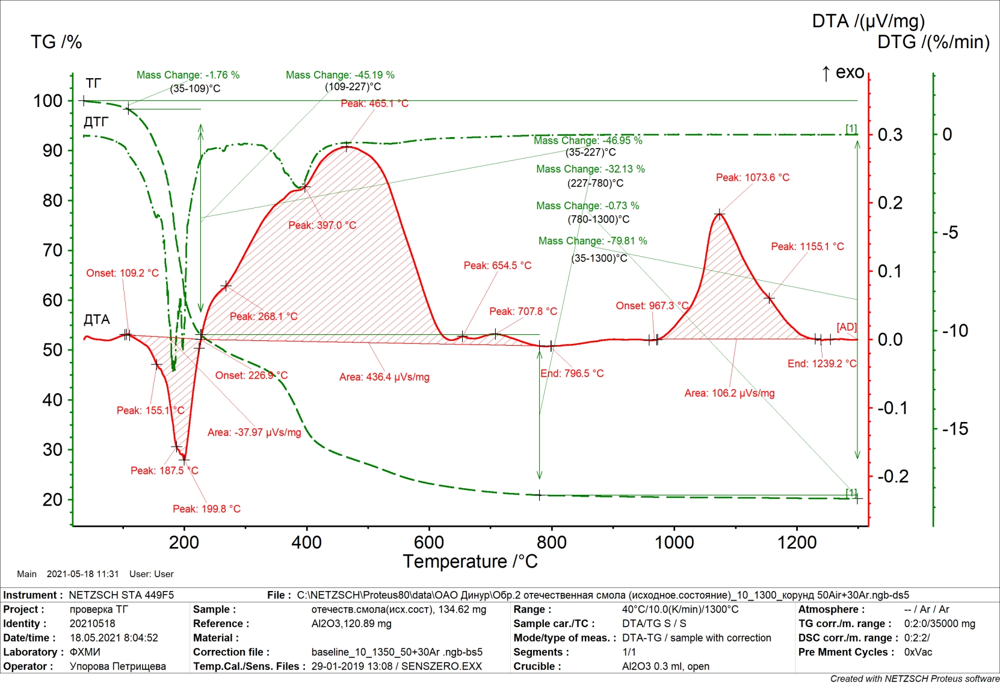 DTA /(µV/mg)
TG /%
DTG /(%/min)
↑ exo
Mass Change: -1.76 %
(35-109)°C
Mass Change: -45.19 %
(109-227)°C
ТГ
Peak: 465.1 °C
100
ДТГ
[1]
0.3
0
Mass Change: -46.95 %
(35-227)°C
90
Mass Change: -32.13 %
(227-780)°C
Peak: 1073.6 °C
80
0.2
Mass Change: -0.73 %
(780-1300)°C
Peak: 397.0 °C
-5
Mass Change: -79.81 %
(35-1300)°C
70
Peak: 1155.1 °C
Peak: 654.5 °C
0.1
Onset: 109.2 °C
60
Onset: 967.3 °C
Peak: 707.8 °C
Peak: 268.1 °C
ДТА
[AD]
-10
0.0
50
End: 1239.2 °C
Onset: 226.9 °C
Area: 436.4 µVs/mg
End: 796.5 °C
Area: 106.2 µVs/mg
40
-0.1
Peak: 155.1 °C
Area: -37.97 µVs/mg
-15
30
Peak: 187.5 °C
-0.2
[1]
20
Peak: 199.8 °C
200 400 600 800 1000 1200
Temperature /°C
Main 2021-05-18 11:31 User: User
Instrument : NETZSCH STA 449F5 File : C:\NETZSCH\Proteus80\data\ОАО Динур\Обр.2 отечественная смола (исходное.состояние)_10_1300_корунд 50Air+30Ar.ngb-ds5
Project : проверка ТГ Sample : отечеств.смола(исх.сост), 134.62 mg Range : 40°C/10.0(K/min)/1300°C Atmosphere : -- / Ar / Ar
Identity : 20210518 Reference : Al2O3,120.89 mg Sample car./TC : DTA/TG S / S TG corr./m. range : 0:2:0/35000 mg
Date/time : 18.05.2021 8:04:52 Material : Mode/type of meas. : DTA-TG / sample with correction DSC corr./m. range : 0:2:2/
Laboratory : ФХМИ Correction file : baseline_10_1350_50+30Ar .ngb-bs5 Segments : 1/1 Pre Mment Cycles : 0xVac
Operator : Упорова Петрищева Temp.Cal./Sens. Files : 29-01-2019 13:08 / SENSZERO.EXX Crucible : Al2O3 0.3 ml, open
Created with NETZSCH Proteus software